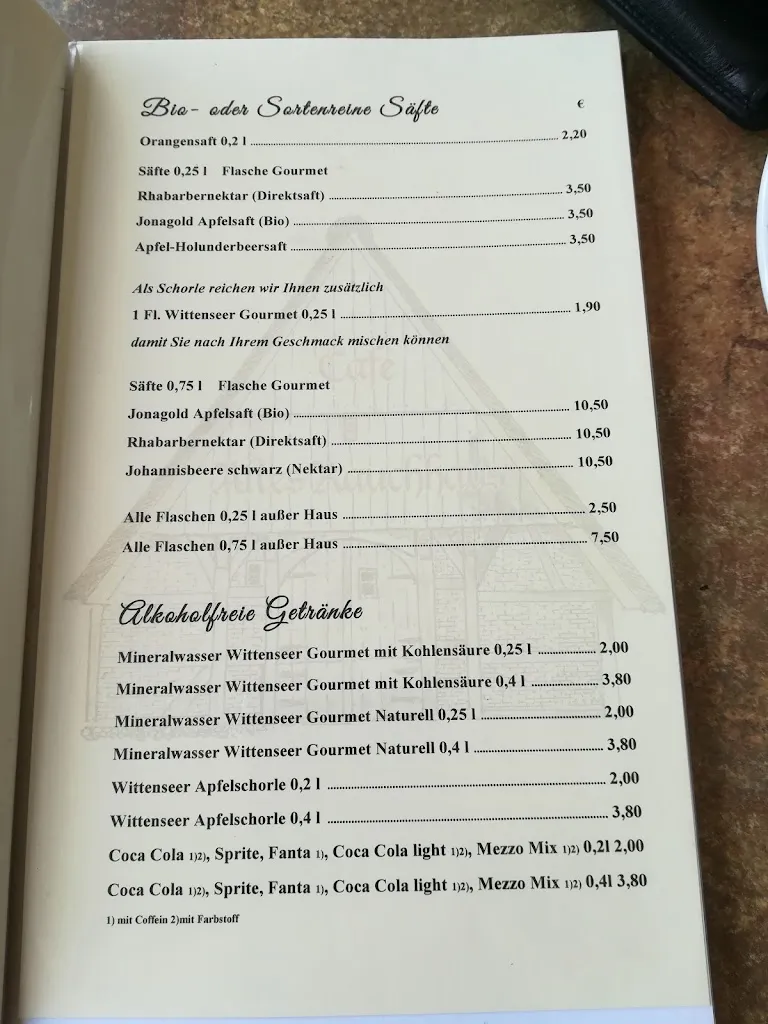 Bio- oder Sortenreine Säfte €
Orangensaft 0,2 l 2,20
Säfte 0,25 l Flasche Gourmet
Rhabarbernektar (Direktsaft) 3,50
Jonagold Apfelsaft (Bio) 3,50
Apfel-Holunderbeersaft 3,50
Als Schorle reichen wir Ihnen zusätzlich
1 Fl. Wittenseer Gourmet 0,25 l 1,90
damit Sie nach Ihrem Geschmack mischen können
Säfte 0,75 l Flasche Gourmet
Jonagold Apfelsaft (Bio) 10,50
Rhabarbernektar (Direktsaft) 10,50
Johannisbeere schwarz (Nektar) 10,50
Alle Flaschen 0,25 l außer Haus 2,50
Alle Flaschen 0,75 l außer Haus 7,50
Alkoholfreie Getränke
Mineralwasser Wittenseer Gourmet mit Kohlensäure 0,25 l 2,00
Mineralwasser Wittenseer Gourmet mit Kohlensäure 0,4 l 3,80
Mineralwasser Wittenseer Gourmet Naturell 0,25 l 2,00
Mineralwasser Wittenseer Gourmet Naturell 0,4 l 3,80
Wittenseer Apfelschorle 0,2 l 2,00
Wittenseer Apfelschorle 0,4 l 3,80
Coca Cola 1)2), Sprite, Fanta 1), Coca Cola light 1)2), Mezzo Mix 1)2) 0,2l 2,00
Coca Cola 1)2), Sprite, Fanta 1), Coca Cola light 1)2), Mezzo Mix 1)2) 0,4l 3,80
1) mit Coffein 2)mit Farbstoff